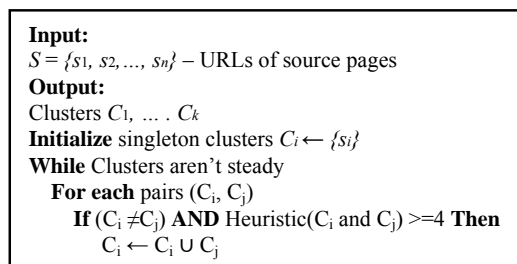 Input:
S = {s1, s2,..., sn} – URLs of source pages
Output:
Clusters C1, ... . Ck
Initialize singleton clusters Ci ← {si}
While Clusters aren't steady
For each pairs (Ci, Cj)
If (Ci ≠Cj) AND Heuristic(Ci and Cj) >=4 Then
Ci ← Ci ∪ Cj